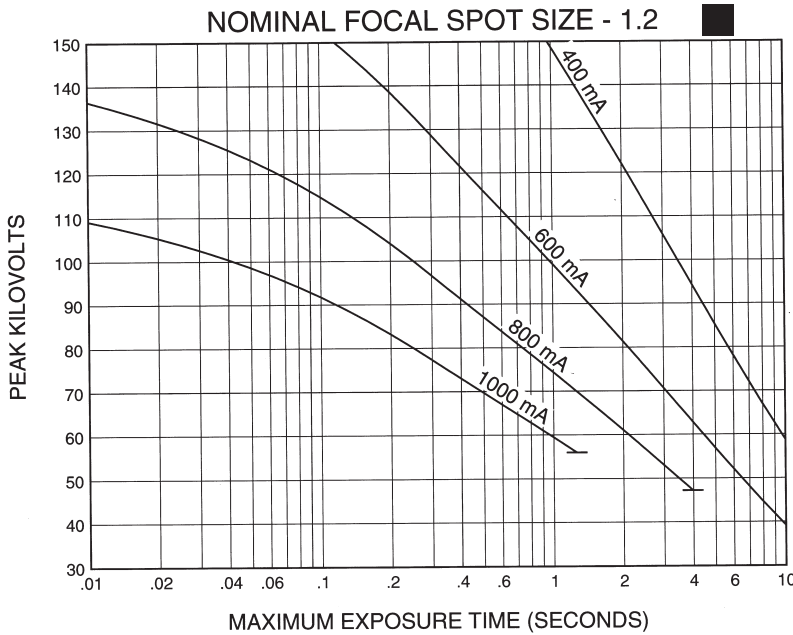 NOMINAL FOCAL SPOT SIZE - 1.2
150
140
130
120
110
100
90
80
70
60
50
40
30
PEAK KILOVOLTS
400 mA
600 mA
800 mA
1000 mA
.01 .02 .04 .06 .1 .2 .4 .6 1 2 4 6 10
MAXIMUM EXPOSURE TIME (SECONDS)